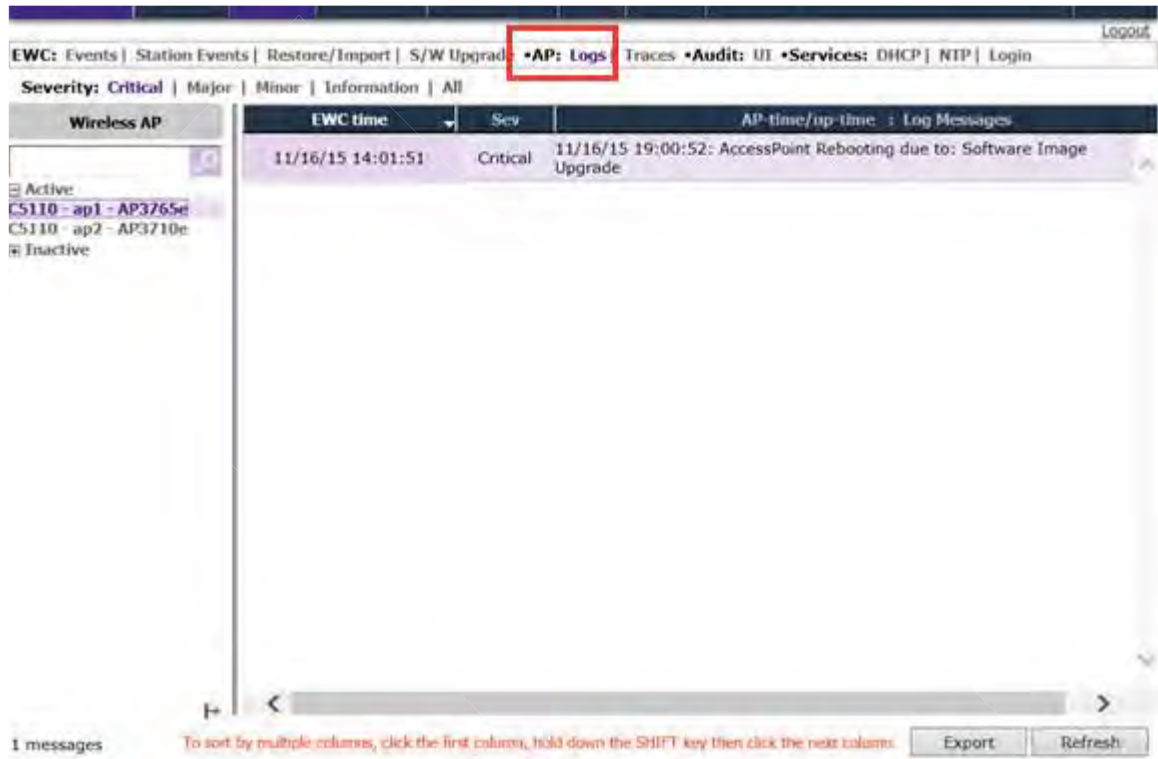 Logout
EWC: Events | Station Events | Restore/Import | S/W Upgrade •AP: Logs | Traces •Audit: UI •Services: DHCP | NTP | Login
Severity: Critical | Major | Minor | Information | All
Wireless AP
EWC time Sev AP-time/up-time : Log Messages
11/16/15 14:01:51 Critical 11/16/15 19:00:52: AccessPoint Rebooting due to: Software Image
Upgrade
Active
C5110 - ap1 - AP3765e
C5110 - ap2 - AP3710e
Inactive
1 messages To sort by multiple columns, click the first column, hold down the SHIFT key then click the next column. Export Refresh